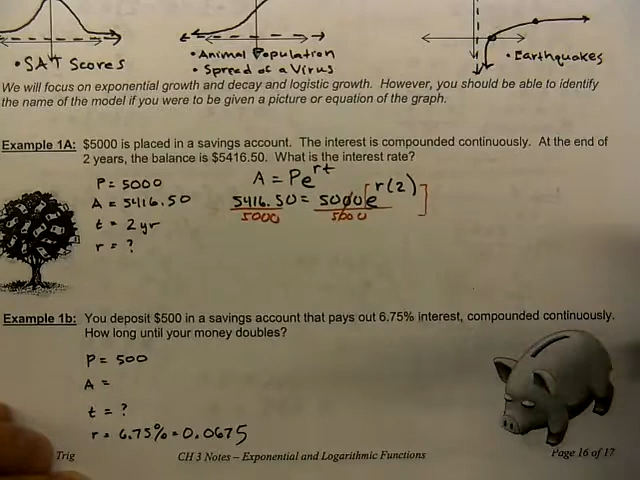 • SAT Scores
• Animal Population
• Spread of a Virus
• Earthquakes
We will focus on exponential growth and decay and logistic growth. However, you should be able to identify
the name of the model if you were to be given a picture or equation of the graph.
Example 1A: $5000 is placed in a savings account. The interest is compounded continuously. At the end of
2 years, the balance is $5416.50. What is the interest rate?
P = 5000
A = 5416.50
t = 2 yr
r = ?
A = Pe^rt
5416.50 = 5000e^[r(2)]
5000 5000
Example 1b: You deposit $500 in a savings account that pays out 6.75% interest, compounded continuously.
How long until your money doubles?
P = 500
A =
t = ?
r = 6.75% = 0.0675
Trig
CH 3 Notes – Exponential and Logarithmic Functions
Page 16 of 17